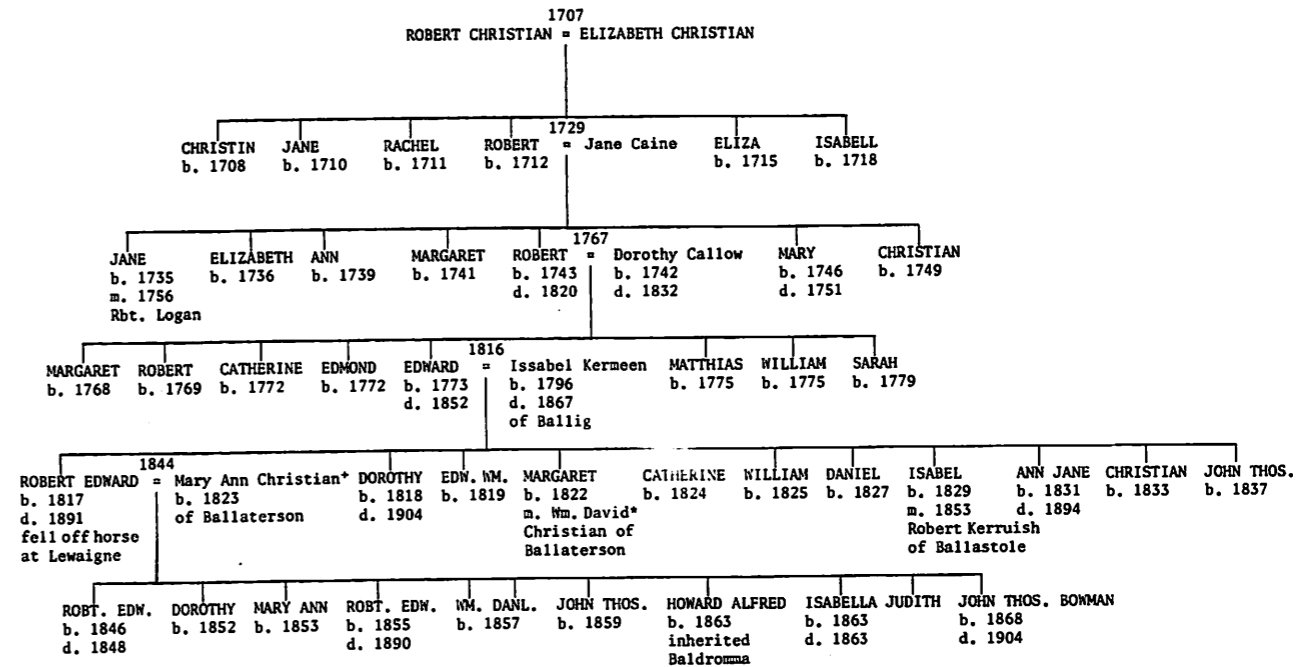 1707
ROBERT CHRISTIAN = ELIZABETH CHRISTIAN
1729
CHRISTIN JANE RACHEL ROBERT = Jane Caine ELIZA ISABELL
b. 1708 b. 1710 b. 1711 b. 1712 b. 1715 b. 1718
1767
JANE ELIZABETH ANN MARGARET ROBERT = Dorothy Callow MARY CHRISTIAN
b. 1735 b. 1736 b. 1739 b. 1741 b. 1743 b. 1742 b. 1746 b. 1749
m. 1756 d. 1820 d. 1832 d. 1751
Rbt. Logan
1816
MARGARET ROBERT CATHERINE EDMOND EDWARD = Issabel Kermeen MATTHIAS WILLIAM SARAH
b. 1768 b. 1769 b. 1772 b. 1772 b. 1773 b. 1796 b. 1775 b. 1775 b. 1779
d. 1852 d. 1867
of Ballig
1844
ROBERT EDWARD = Mary Ann Christian+ DOROTHY EDW. WM. MARGARET CATHERINE WILLIAM DANIEL ISABEL ANN JANE CHRISTIAN JOHN THOS.
b. 1817 b. 1823 b. 1818 b. 1819 b. 1822 b. 1824 b. 1825 b. 1827 b. 1829 b. 1831 b. 1833 b. 1837
d. 1891 of Ballaterson d. 1904 m. Wm. David* m. 1853 d. 1894
fell off horse Christian of Robert Kerruish
at Lewaigne Ballaterson of Ballastole
ROBT. EDW. DOROTHY MARY ANN ROBT. EDW. WM. DANL. JOHN THOS. HOWARD ALFRED ISABELLA JUDITH JOHN THOS. BOWMAN
b. 1846 b. 1852 b. 1853 b. 1855 b. 1857 b. 1859 b. 1863 b. 1863 b. 1868
d. 1848 d. 1890 inherited d. 1863 d. 1904
Baldromma